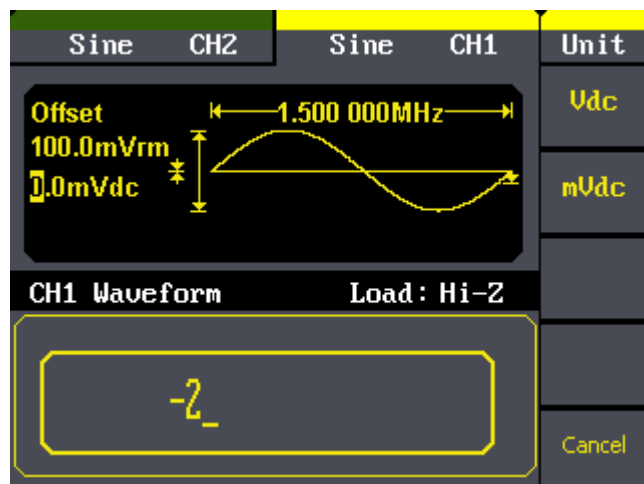 Sine CH2 Sine CH1 Unit
Offset 1.500 000MHz Vdc
100.0mVrm
0.0mVdc mVdc
CH1 Waveform Load: Hi-Z
-2_
Cancel